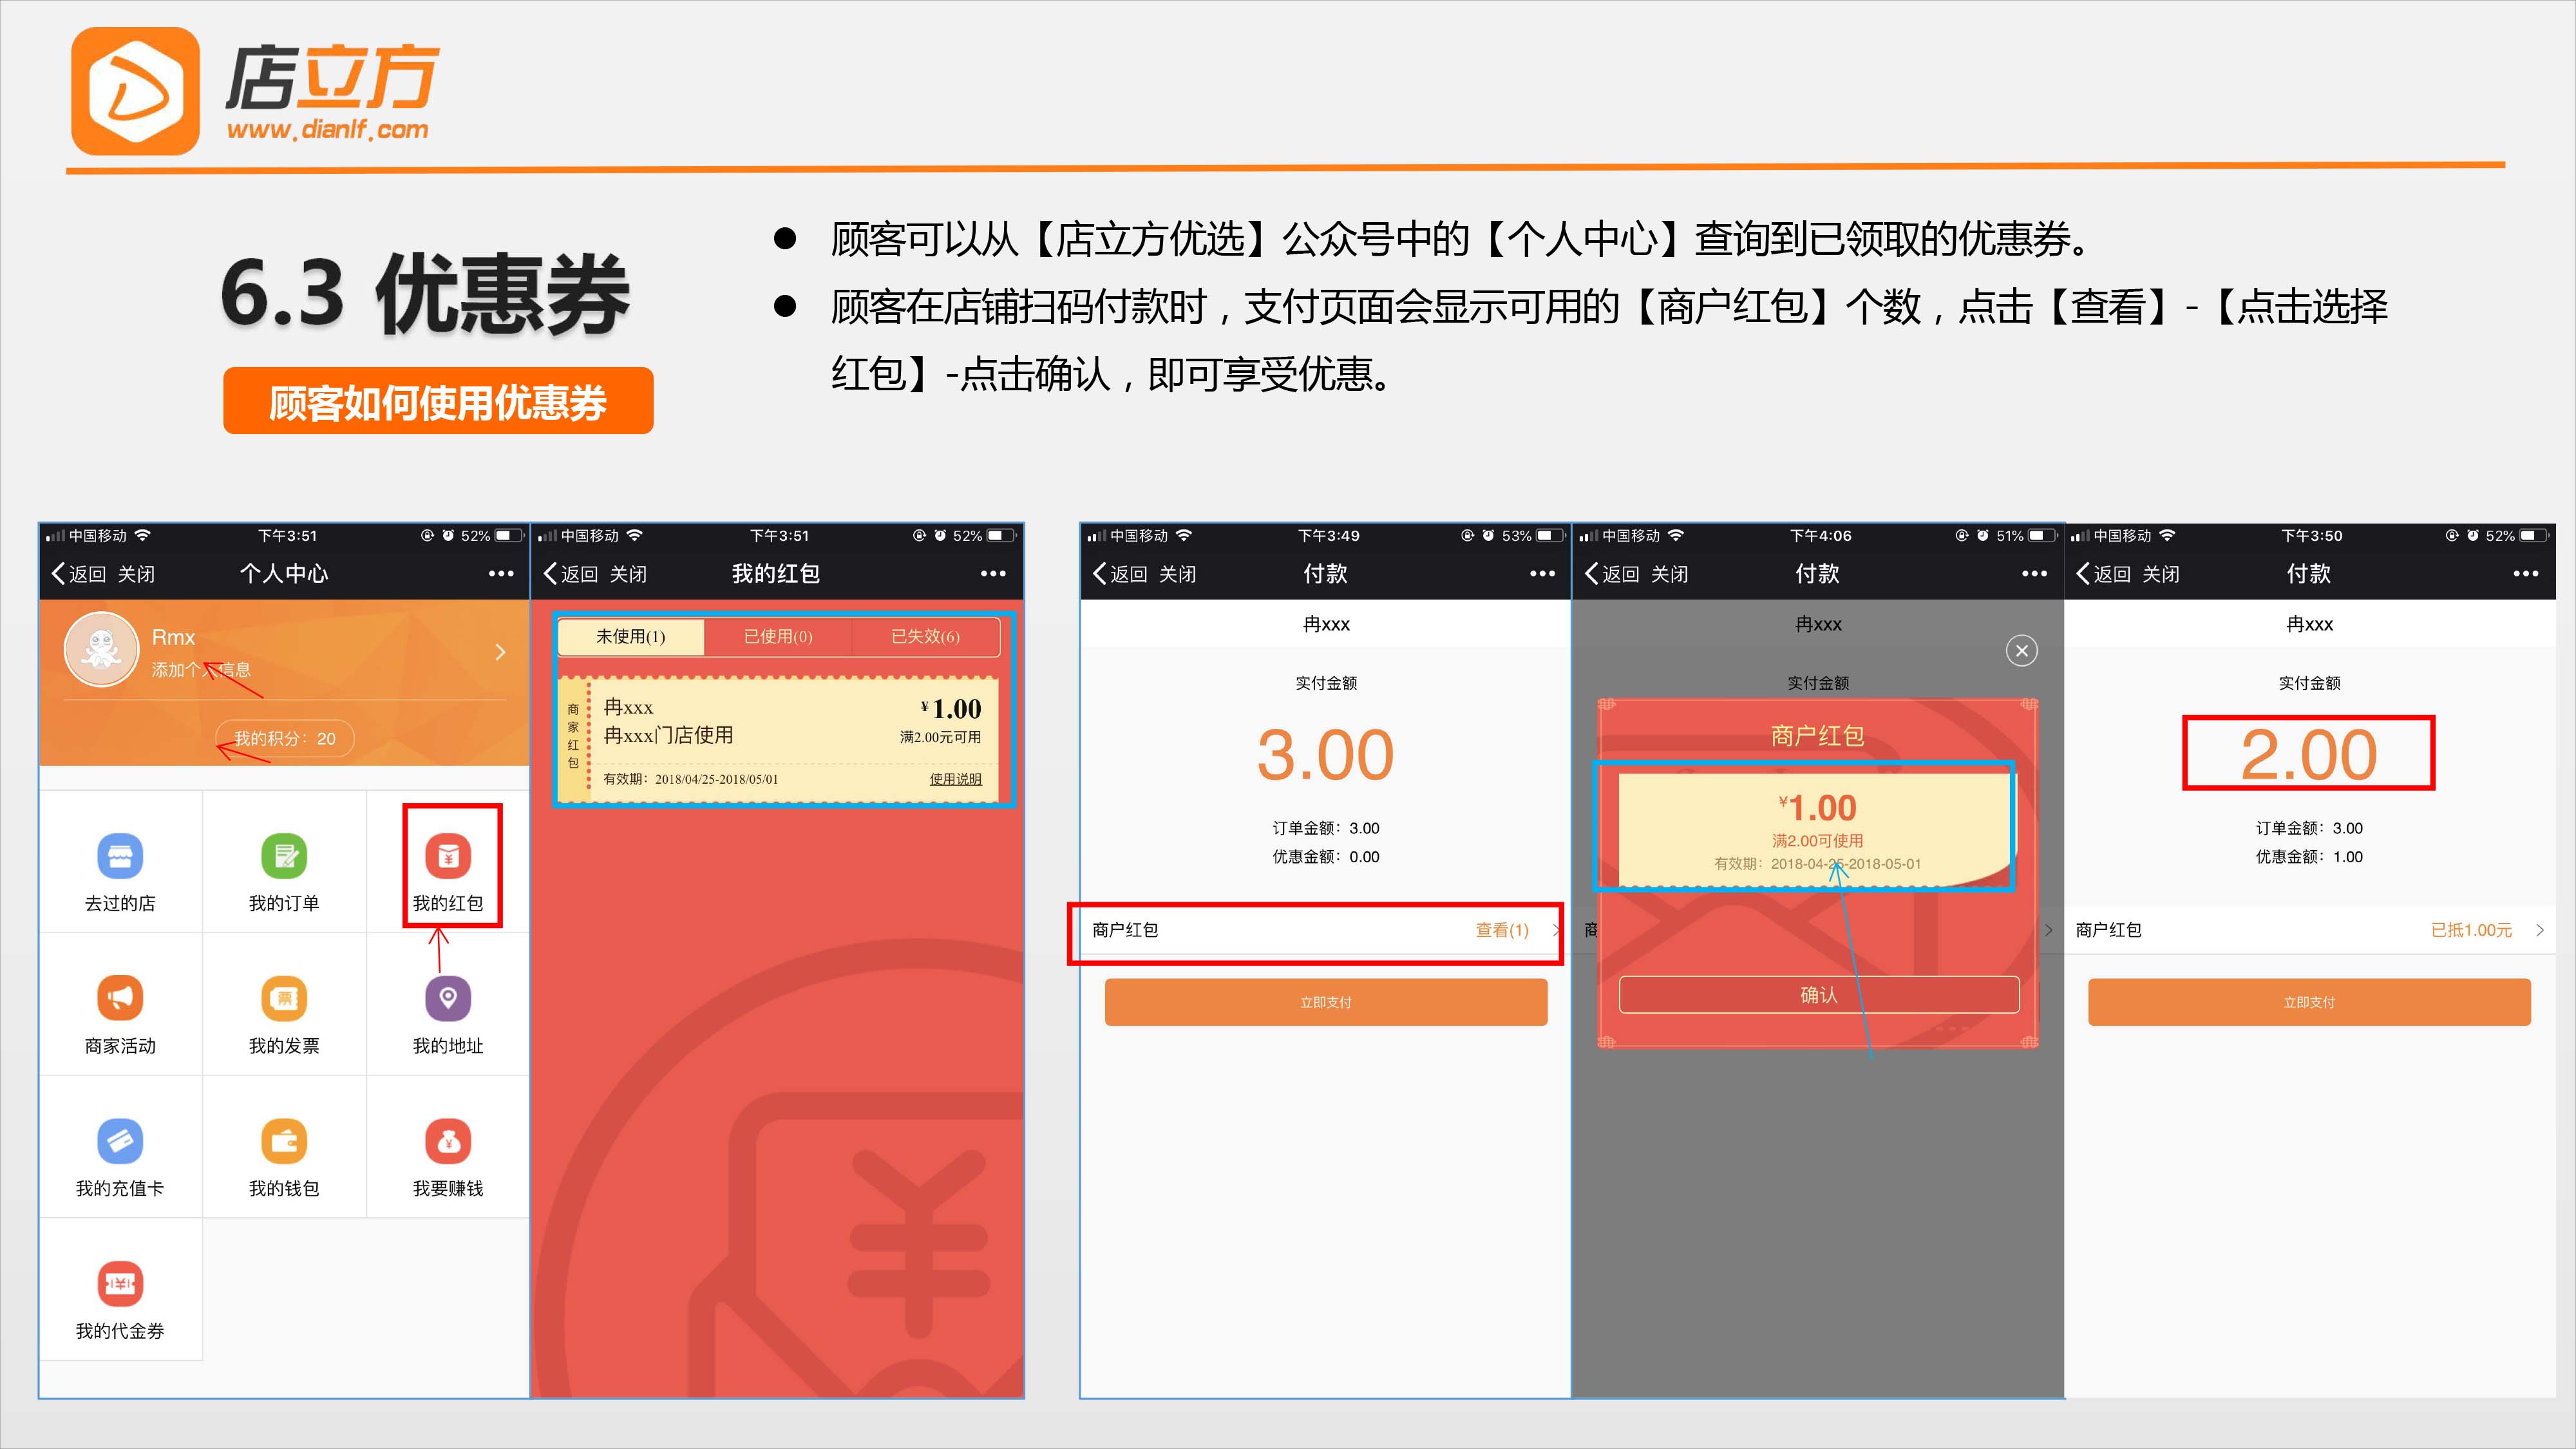 店立方
www.dianlf.com
6.3 优惠券
顾客如何使用优惠券
● 顾客可以从【店立方优选】公众号中的【个人中心】查询到已领取的优惠券。
● 顾客在店铺扫码付款时，支付页面会显示可用的【商户红包】个数，点击【查看】-【点击选择
红包】-点击确认，即可享受优惠。
中国移动 下午3:51 52%
返回 关闭 个人中心 •••
Rmx
添加个人信息
我的积分：20
去过的店 我的订单 我的红包
商家活动 我的发票 我的地址
我的充值卡 我的钱包 我要赚钱
我的代金券
中国移动 下午3:51 52%
返回 关闭 我的红包 •••
未使用(1) 已使用(0) 已失效(6)
商家红包
冉xxx ¥1.00
冉xxx门店使用 满2.00元可用
有效期：2018/04/25-2018/05/01 使用说明
中国移动 下午3:49 53%
返回 关闭 付款 •••
冉xxx
实付金额
3.00
订单金额：3.00
优惠金额：0.00
商户红包 查看(1)
立即支付
中国移动 下午4:06 51%
返回 关闭 付款 •••
冉xxx
实付金额
商户红包
¥1.00
满2.00可使用
有效期：2018-04-25-2018-05-01
商
确认
中国移动 下午3:50 52%
返回 关闭 付款 •••
冉xxx
实付金额
2.00
订单金额：3.00
优惠金额：1.00
商户红包 已抵1.00元
立即支付